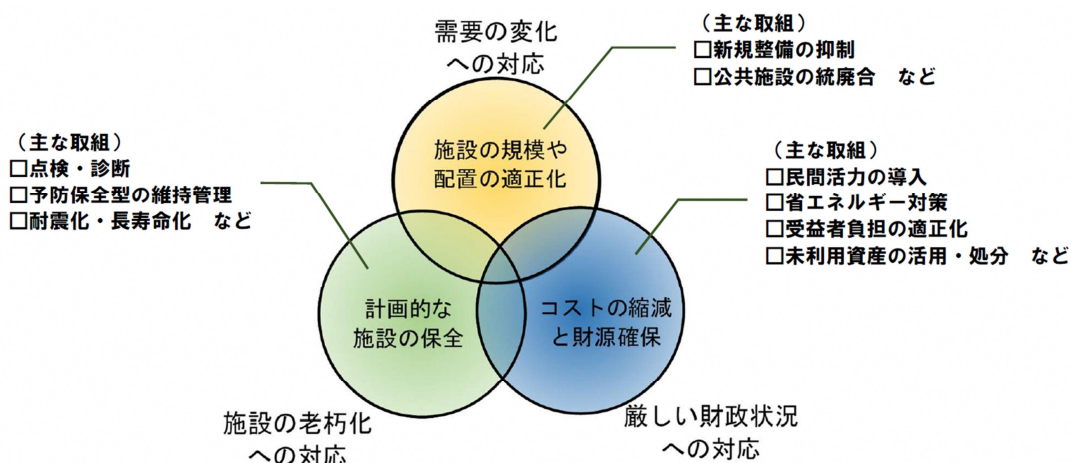 需要の変化
への対応
（主な取組）
□新規整備の抑制
□公共施設の統廃合　など
施設の規模や
配置の適正化
（主な取組）
□点検・診断
□予防保全型の維持管理
□耐震化・長寿命化　など
（主な取組）
□民間活力の導入
□省エネルギー対策
□受益者負担の適正化
□未利用資産の活用・処分　など
計画的な
施設の保全
コストの縮減
と財源確保
施設の老朽化
への対応
厳しい財政状況
への対応